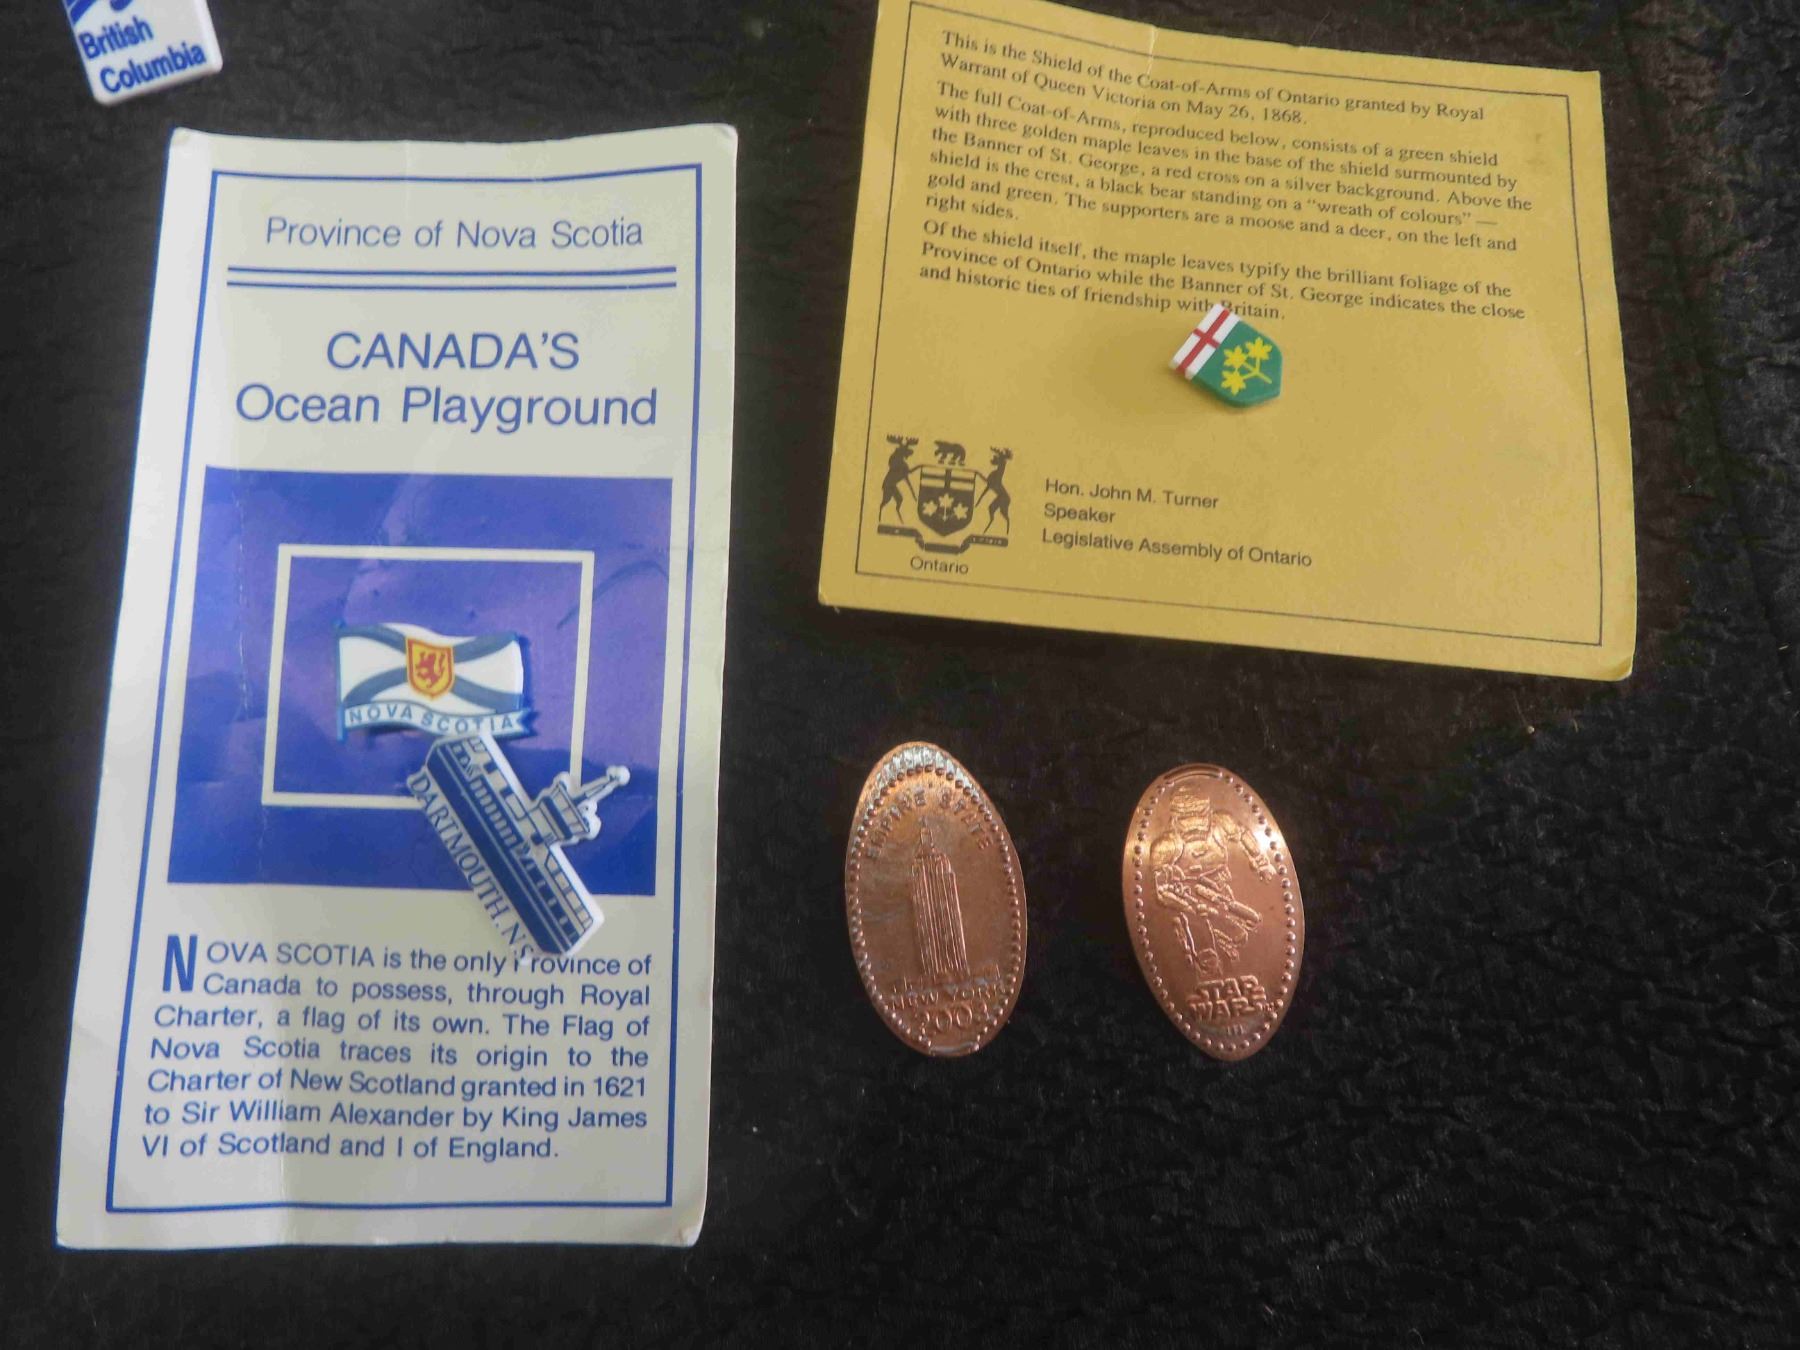 British
Columbia
Province of Nova Scotia
CANADA'S
Ocean Playground
NOVA SCOTIA
DARTMOUTH, N.S.
NOVA SCOTIA is the only Province of
Canada to possess, through Royal
Charter, a flag of its own. The Flag of
Nova Scotia traces its origin to the
Charter of New Scotland granted in 1621
to Sir William Alexander by King James
VI of Scotland and I of England.
This is the Shield of the Coat-of-Arms of Ontario granted by Royal
Warrant of Queen Victoria on May 26, 1868.
The full Coat-of-Arms, reproduced below, consists of a green shield
with three golden maple leaves in the base of the shield surmounted by
the Banner of St. George, a red cross on a silver background. Above the
shield is the crest, a black bear standing on a “wreath of colours” —
gold and green. The supporters are a moose and a deer, on the left and
right sides.
Of the shield itself, the maple leaves typify the brilliant foliage of the
Province of Ontario while the Banner of St. George indicates the close
and historic ties of friendship with Britain.
Ontario
Hon. John M. Turner
Speaker
Legislative Assembly of Ontario
EMPIRE STATE
NEW YORK
STAR
WARS